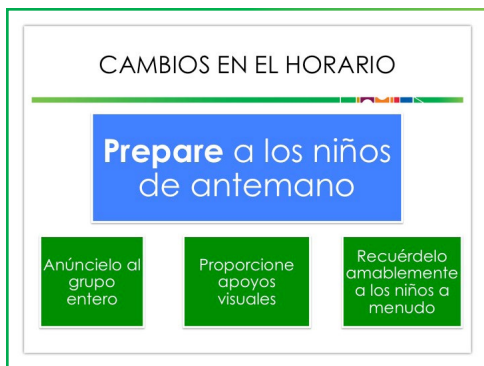 CAMBIOS EN EL HORARIO
Prepare a los niños
de antemano
Anúncielo al
grupo
entero
Proporcione
apoyos
visuales
Recuérdelo
amablemente
a los niños a
menudo